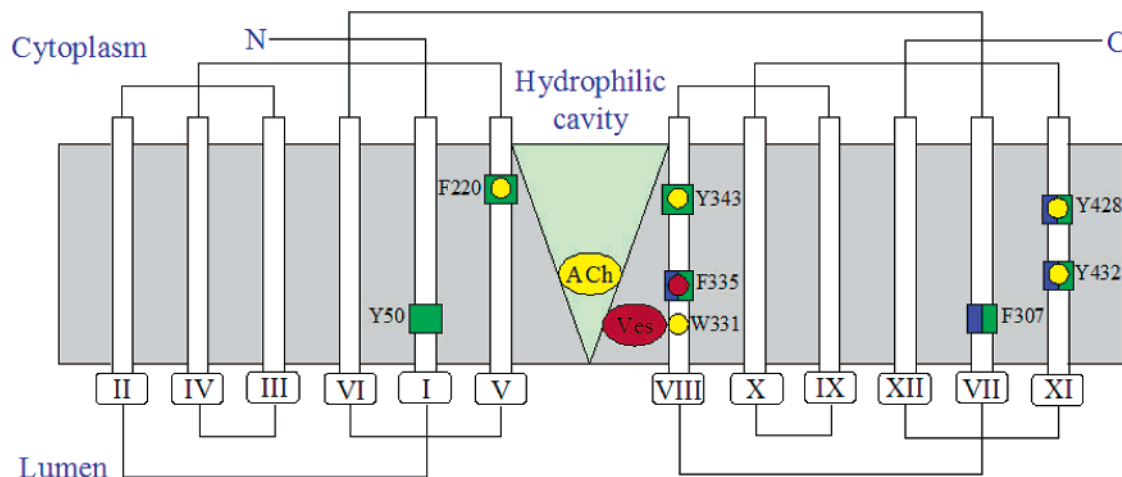 N
C
Cytoplasm
Hydrophilic
cavity
F220
Y343
Y428
ACh
F335
Y432
Y50
Ves
W331
F307
II
IV
III
VI
I
V
VIII
X
IX
XII
VII
XI
Lumen